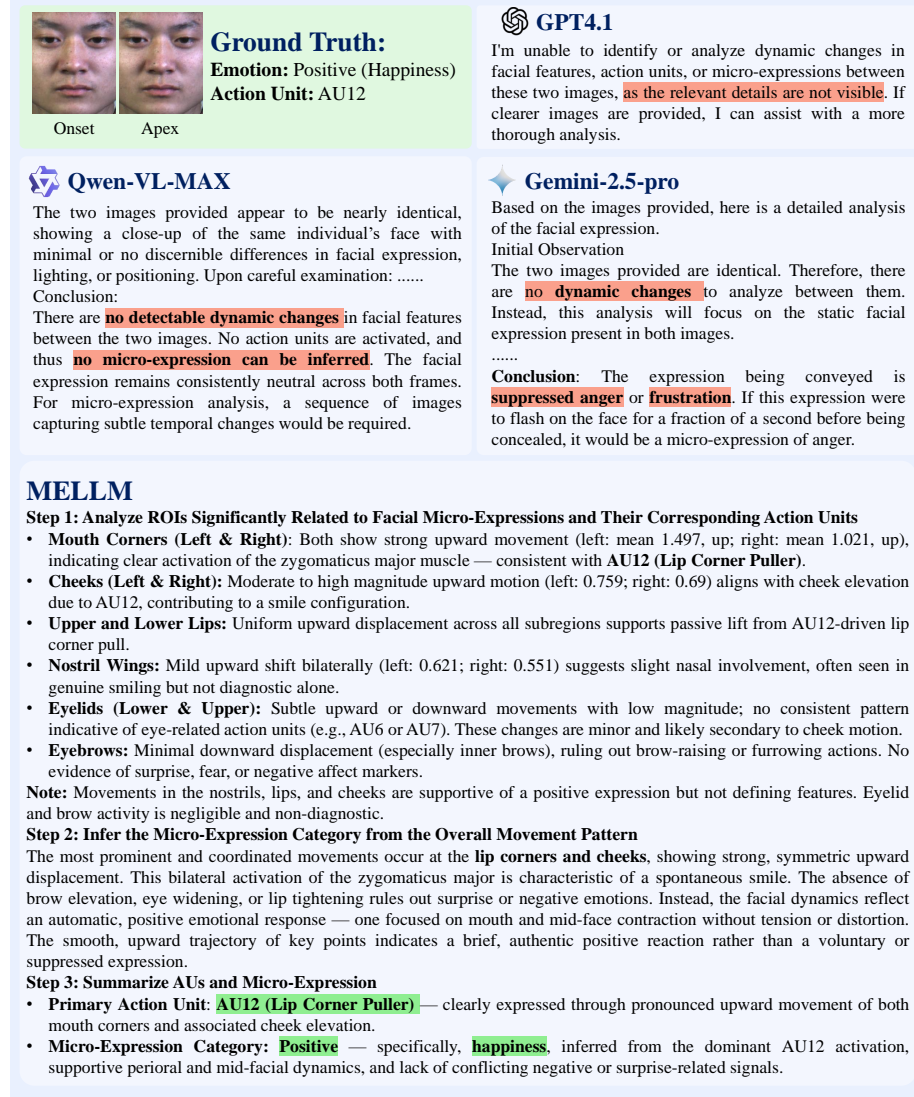 Ground Truth:
Emotion: Positive (Happiness)
Action Unit: AU12
Onset
Apex
GPT4.1
I'm unable to identify or analyze dynamic changes in
facial features, action units, or micro-expressions between
these two images, as the relevant details are not visible. If
clearer images are provided, I can assist with a more
thorough analysis.
Qwen-VL-MAX
The two images provided appear to be nearly identical,
showing a close-up of the same individual's face with
minimal or no discernible differences in facial expression,
lighting, or positioning. Upon careful examination: ......
Conclusion:
There are no detectable dynamic changes in facial features
between the two images. No action units are activated, and
thus no micro-expression can be inferred. The facial
expression remains consistently neutral across both frames.
For micro-expression analysis, a sequence of images
capturing subtle temporal changes would be required.
Gemini-2.5-pro
Based on the images provided, here is a detailed analysis
of the facial expression.
Initial Observation
The two images provided are identical. Therefore, there
are no dynamic changes to analyze between them.
Instead, this analysis will focus on the static facial
expression present in both images.
......
Conclusion: The expression being conveyed is
suppressed anger or frustration. If this expression were
to flash on the face for a fraction of a second before being
concealed, it would be a micro-expression of anger.
MELLM
Step 1: Analyze ROIs Significantly Related to Facial Micro-Expressions and Their Corresponding Action Units
• Mouth Corners (Left & Right): Both show strong upward movement (left: mean 1.497, up; right: mean 1.021, up),
indicating clear activation of the zygomaticus major muscle — consistent with AU12 (Lip Corner Puller).
• Cheeks (Left & Right): Moderate to high magnitude upward motion (left: 0.759; right: 0.69) aligns with cheek elevation
due to AU12, contributing to a smile configuration.
• Upper and Lower Lips: Uniform upward displacement across all subregions supports passive lift from AU12-driven lip
corner pull.
• Nostril Wings: Mild upward shift bilaterally (left: 0.621; right: 0.551) suggests slight nasal involvement, often seen in
genuine smiling but not diagnostic alone.
• Eyelids (Lower & Upper): Subtle upward or downward movements with low magnitude; no consistent pattern
indicative of eye-related action units (e.g., AU6 or AU7). These changes are minor and likely secondary to cheek motion.
• Eyebrows: Minimal downward displacement (especially inner brows), ruling out brow-raising or furrowing actions. No
evidence of surprise, fear, or negative affect markers.
Note: Movements in the nostrils, lips, and cheeks are supportive of a positive expression but not defining features. Eyelid
and brow activity is negligible and non-diagnostic.
Step 2: Infer the Micro-Expression Category from the Overall Movement Pattern
The most prominent and coordinated movements occur at the lip corners and cheeks, showing strong, symmetric upward
displacement. This bilateral activation of the zygomaticus major is characteristic of a spontaneous smile. The absence of
brow elevation, eye widening, or lip tightening rules out surprise or negative emotions. Instead, the facial dynamics reflect
an automatic, positive emotional response — one focused on mouth and mid-face contraction without tension or distortion.
The smooth, upward trajectory of key points indicates a brief, authentic positive reaction rather than a voluntary or
suppressed expression.
Step 3: Summarize AUs and Micro-Expression
• Primary Action Unit: AU12 (Lip Corner Puller) — clearly expressed through pronounced upward movement of both
mouth corners and associated cheek elevation.
• Micro-Expression Category: Positive — specifically, happiness, inferred from the dominant AU12 activation,
supportive perioral and mid-facial dynamics, and lack of conflicting negative or surprise-related signals.